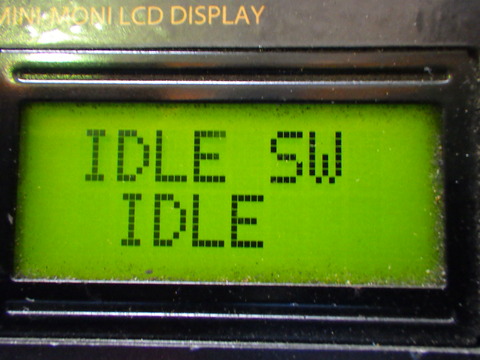 MINI-MONI LCD DISPLAY
IDLE SW
IDLE